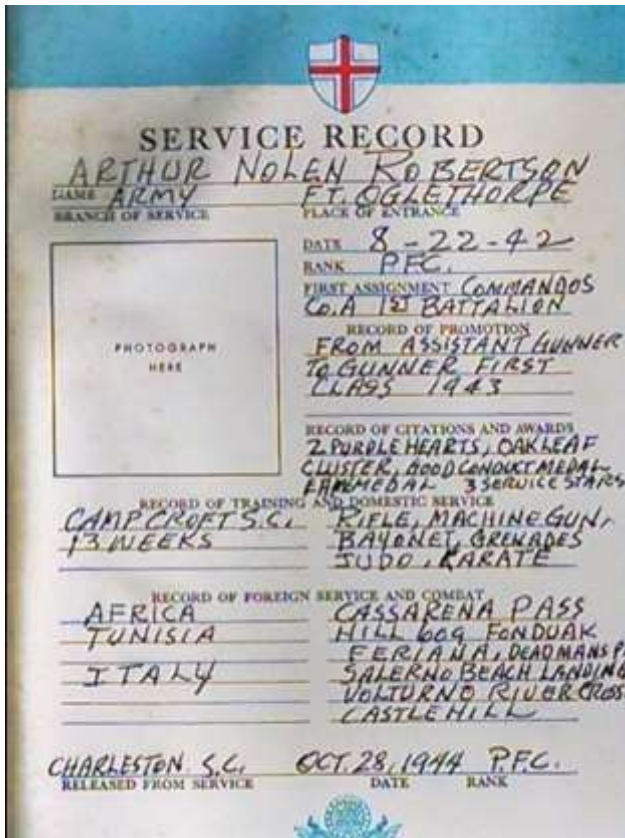 SERVICE RECORD
ARTHUR NOLEN ROBERTSON
NAME ARMY FT. OGLETHORPE
BRANCH OF SERVICE PLACE OF ENTRANCE
DATE 8-22-42
RANK P.F.C.
FIRST ASSIGNMENT COMMANDOS
CO.A 1ST BATTALION
RECORD OF PROMOTION
FROM ASSISTANT GUNNER
TO GUNNER FIRST
CLASS 1943
PHOTOGRAPH
HERE
RECORD OF CITATIONS AND AWARDS
2 PURPLE HEARTS, OAK LEAF
CLUSTER, GOOD CONDUCT MEDAL
MEDAL 3 SERVICE STARS
RECORD OF TRAINING AND DOMESTIC SERVICE
CAMP CROFT S.C. RIFLE, MACHINE GUN,
13 WEEKS BAYONET, GRENADES
JUDO, KARATE
RECORD OF FOREIGN SERVICE AND COMBAT
AFRICA CASSARENA PASS
TUNISIA HILL 609 FONDUAK
FERIANA, DEADMANS P
ITALY SALERNO BEACH LANDING
VOLTURNO RIVER CROSS
CASTLE HILL
CHARLESTON. S.C. OCT. 28, 1944 P.F.C.
RELEASED FROM SERVICE DATE RANK